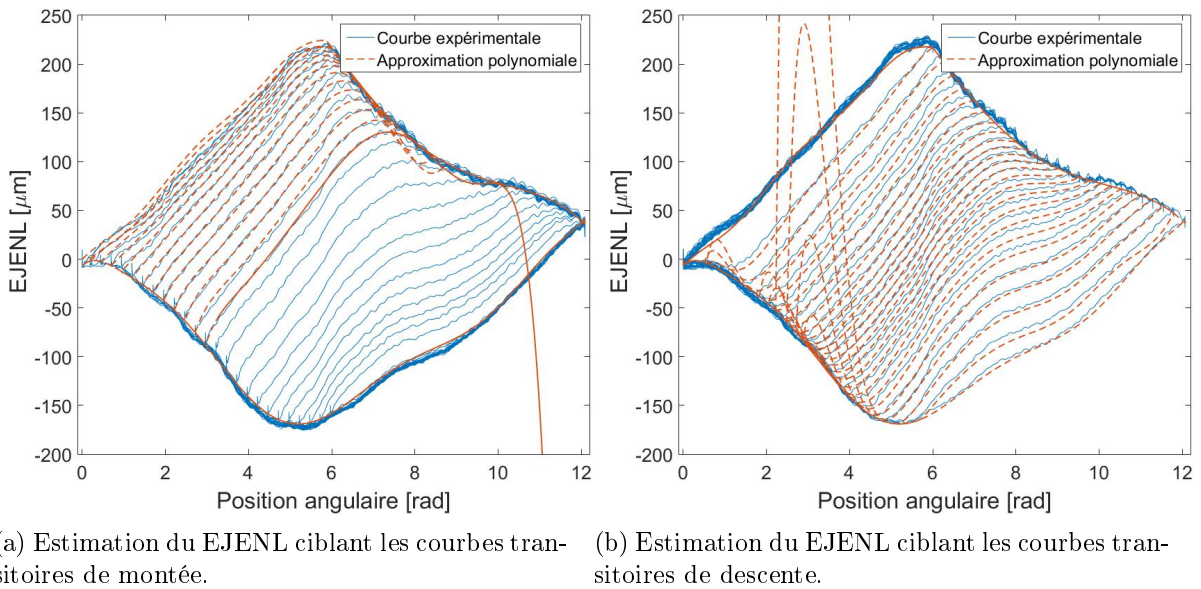 250
200
150
100
50
0
-50
-100
-150
-200
EJENL [μm]
0 2 4 6 8 10 12
Position angulaire [rad]
Courbe expérimentale
Approximation polynomiale
250
200
150
100
50
0
-50
-100
-150
-200
EJENL [μm]
0 2 4 6 8 10 12
Position angulaire [rad]
Courbe expérimentale
Approximation polynomiale
a) Estimation du EJENL ciblant les courbes tran-
sitoires de montée.
(b) Estimation du EJENL ciblant les courbes tran-
sitoires de descente.